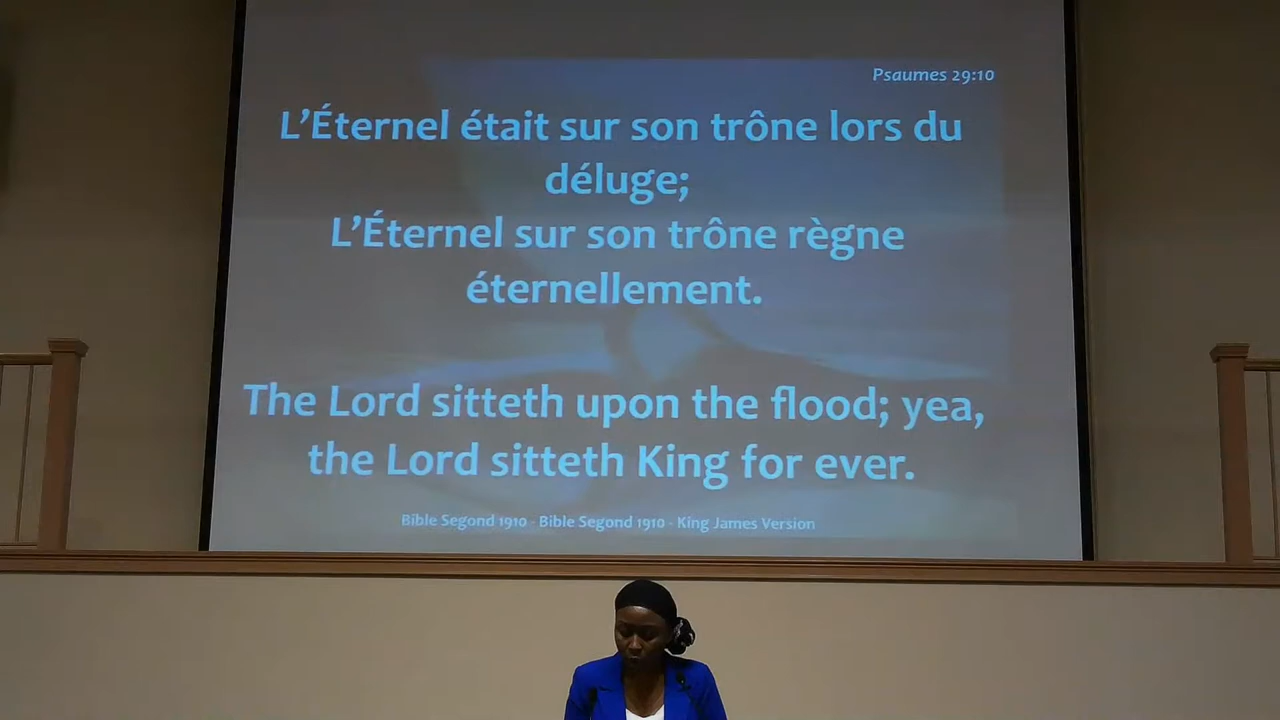 Psaumes 29:10
L’Éternel était sur son trône lors du
déluge;
L’Éternel sur son trône règne
éternellement.
The Lord sitteth upon the flood; yea,
the Lord sitteth King for ever.
Bible Segond 1910 - Bible Segond 1910 - King James Version